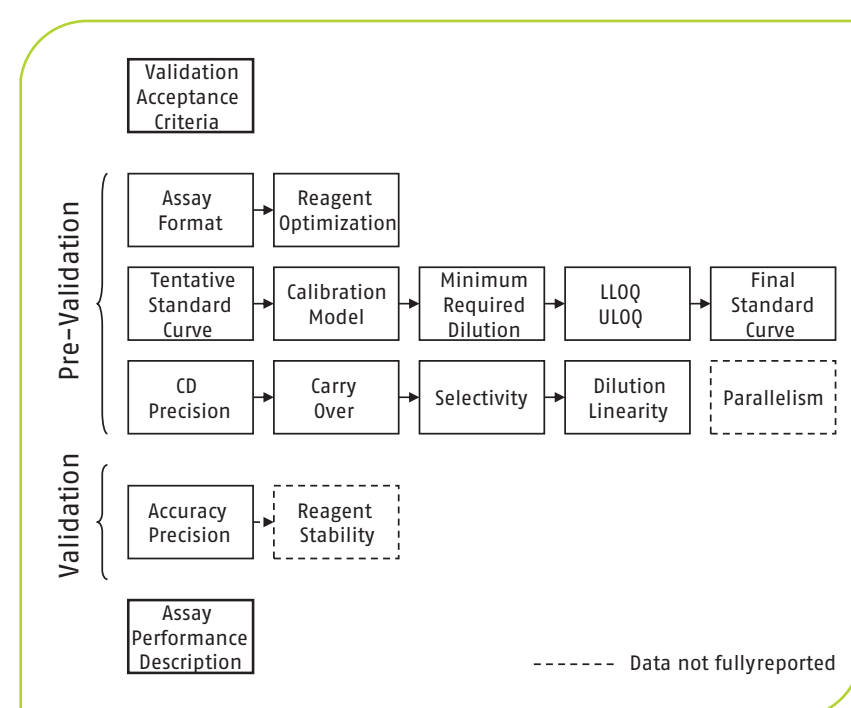 Validation
Acceptance
Criteria
Pre-Validation
Assay
Format
Reagent
Optimization
Tentative
Standard
Curve
Calibration
Model
Minimum
Required
Dilution
LLOQ
ULOQ
Final
Standard
Curve
CD
Precision
Carry
Over
Selectivity
Dilution
Linearity
Parallelism
Validation
Accuracy
Precision
Reagent
Stability
Assay
Performance
Description
Data not fullyreported